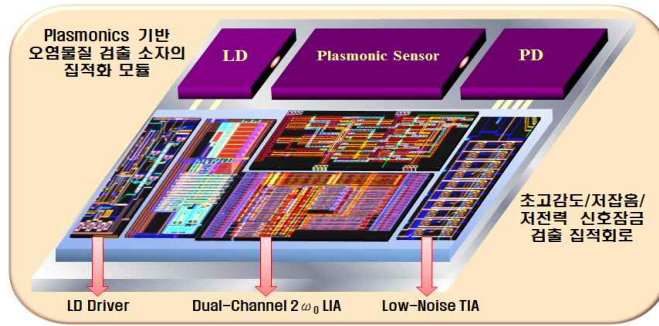 Plasmonics 기반
오염물질 검출 소자의
집적화 모듈
LD
Plasmonic Sensor
PD
초고감도/저잡음/
저전력 신호잠금
검출 집적회로
LD Driver
Dual-Channel 2ω₀ LIA
Low-Noise TIA